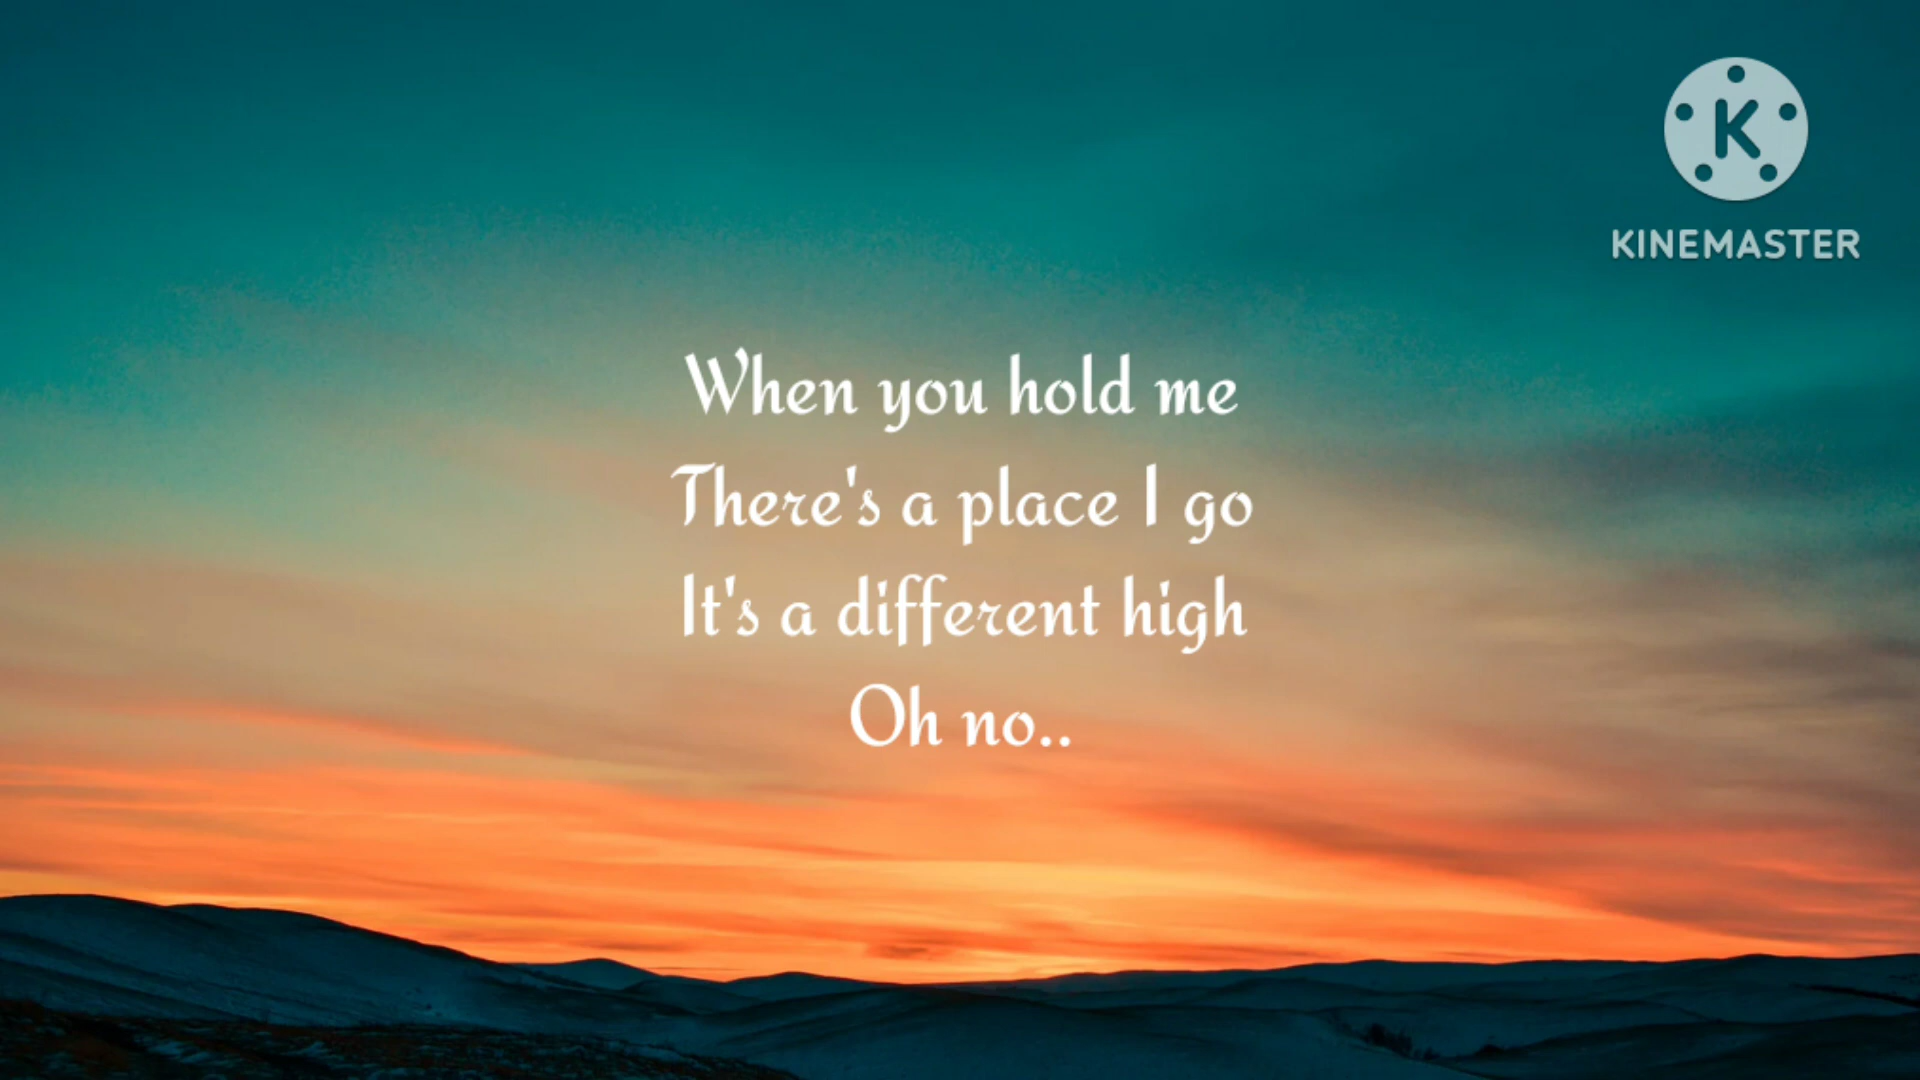 K
KINEMASTER
When you hold me
There's a place I go
It's a different high
Oh no..